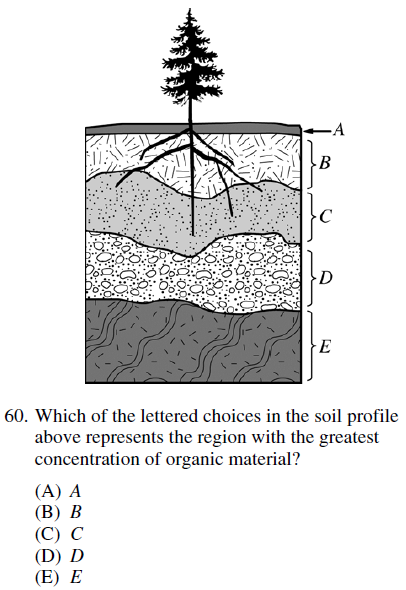 A
B
C
D
E
60. Which of the lettered choices in the soil profile
above represents the region with the greatest
concentration of organic material?
(A) A
(B) B
(C) C
(D) D
(E) E